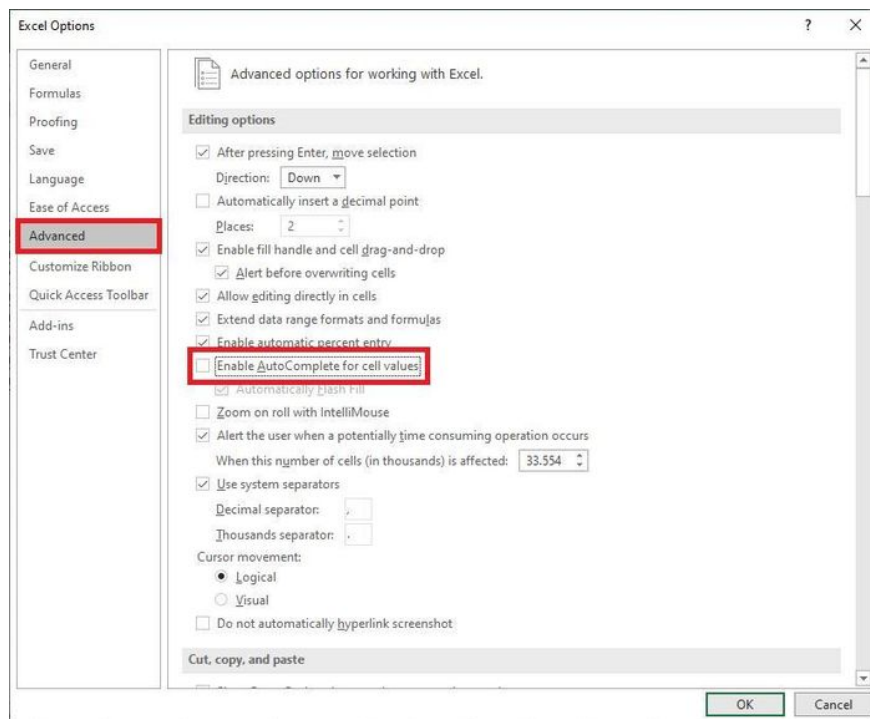 Excel Options
General
Formulas
Proofing
Save
Language
Ease of Access
Advanced
Customize Ribbon
Quick Access Toolbar
Add-ins
Trust Center
Advanced options for working with Excel.
Editing options
After pressing Enter, move selection
Direction: Down
Automatically insert a decimal point
Places: 2
Enable fill handle and cell drag-and-drop
Alert before overwriting cells
Allow editing directly in cells
Extend data range formats and formulas
Enable automatic percent entry
Enable AutoComplete for cell values
Automatically Flash Fill
Zoom on roll with IntelliMouse
Alert the user when a potentially time consuming operation occurs
When this number of cells (in thousands) is affected: 33.554
Use system separators
Decimal separator: ,
Thousands separator: .
Cursor movement:
Logical
Visual
Do not automatically hyperlink screenshot
Cut, copy, and paste
OK Cancel